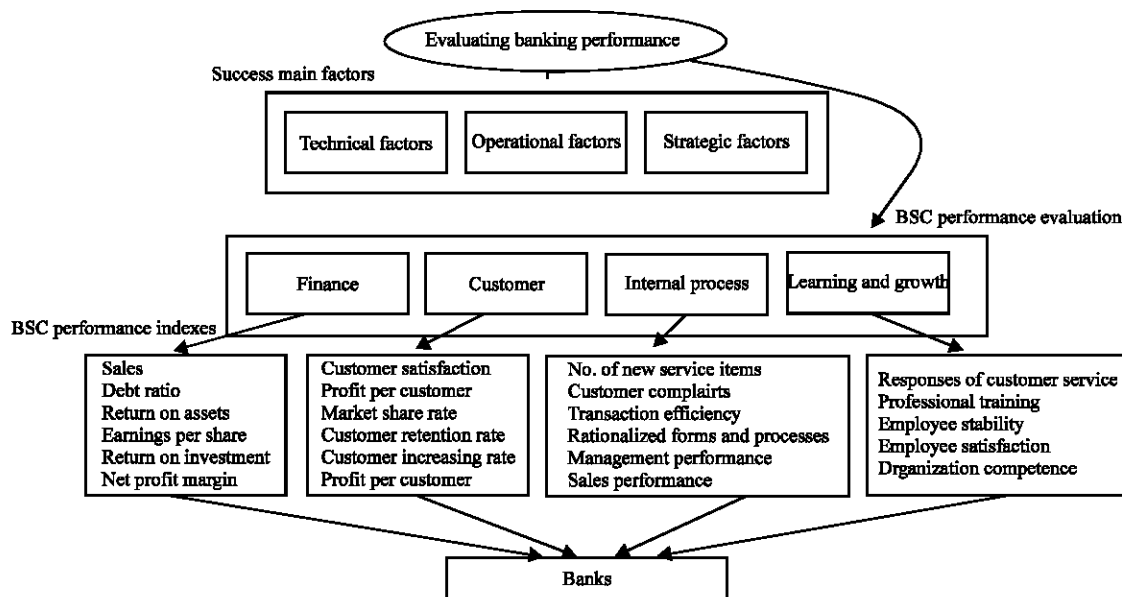 Evaluating banking performance
Success main factors
Technical factors
Operational factors
Strategic factors
BSC performance evaluation
Finance
Customer
Internal process
Learning and growth
BSC performance indexes
Sales
Debt ratio
Return on assets
Earnings per share
Return on investment
Net profit margin
Customer satisfaction
Profit per customer
Market share rate
Customer retention rate
Customer increasing rate
Profit per customer
No. of new service items
Customer complairts
Transaction efficiency
Rationalized forms and processes
Management performance
Sales performance
Responses of customer service
Professional training
Employee stability
Employee satisfaction
Drganization competence
Banks